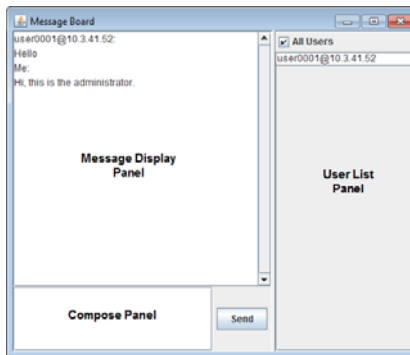 Message Board
user0001@10.3.41.52:
Hello
Me:
Hi, this is the administrator.
Message Display
Panel
All Users
user0001@10.3.41.52
User List
Panel
Compose Panel
Send